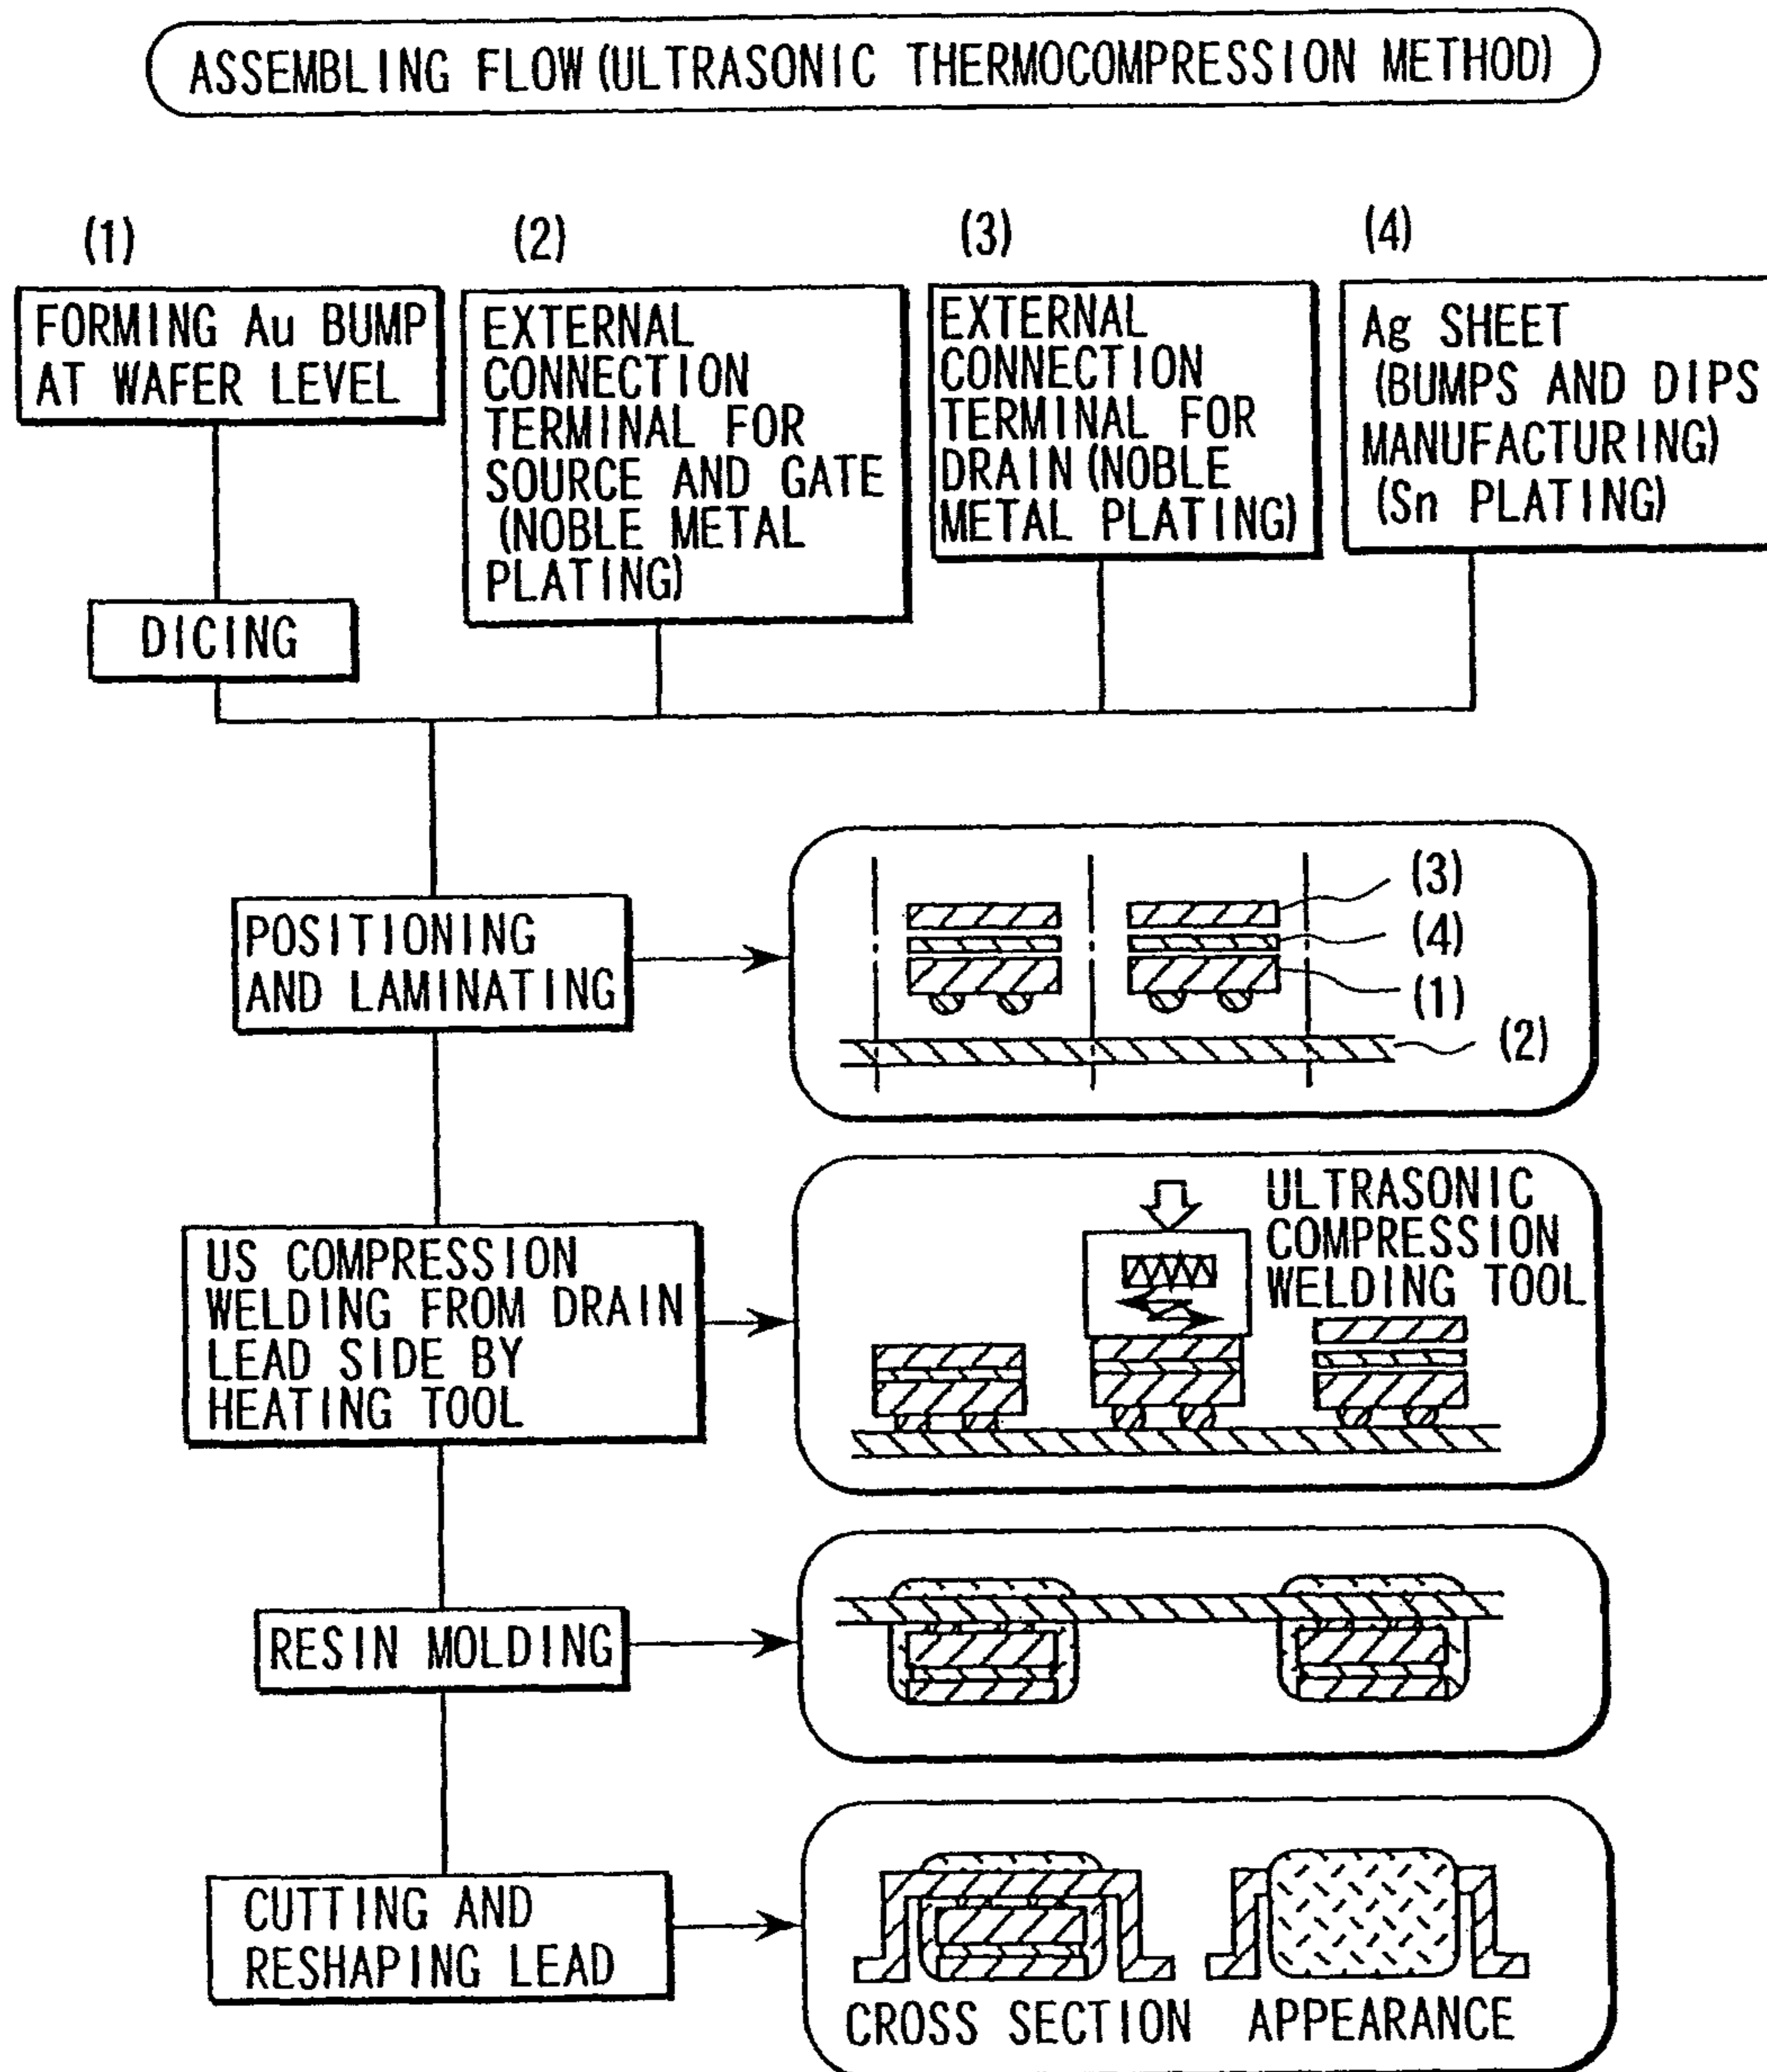 ASSEMBLING FLOW(ULTRASONIC THERMOCOMPRESSION METHOD)
(1)
FORMING Au BUMP
AT WAFER LEVEL
DICING
(2)
EXTERNAL
CONNECTION
TERMINAL FOR
SOURCE AND GATE
(NOBLE METAL
PLATING)
(3)
EXTERNAL
CONNECTION
TERMINAL FOR
DRAIN(NOBLE
METAL PLATING)
(4)
Ag SHEET
(BUMPS AND DIPS
MANUFACTURING)
(Sn PLATING)
POSITIONING
AND LAMINATING
(3)
(4)
(1)
(2)
US COMPRESSION
WELDING FROM DRAIN
LEAD SIDE BY
HEATING TOOL
ULTRASONIC
COMPRESSION
WELDING TOOL
RESIN MOLDING
CUTTING AND
RESHAPING LEAD
CROSS SECTION
APPEARANCE